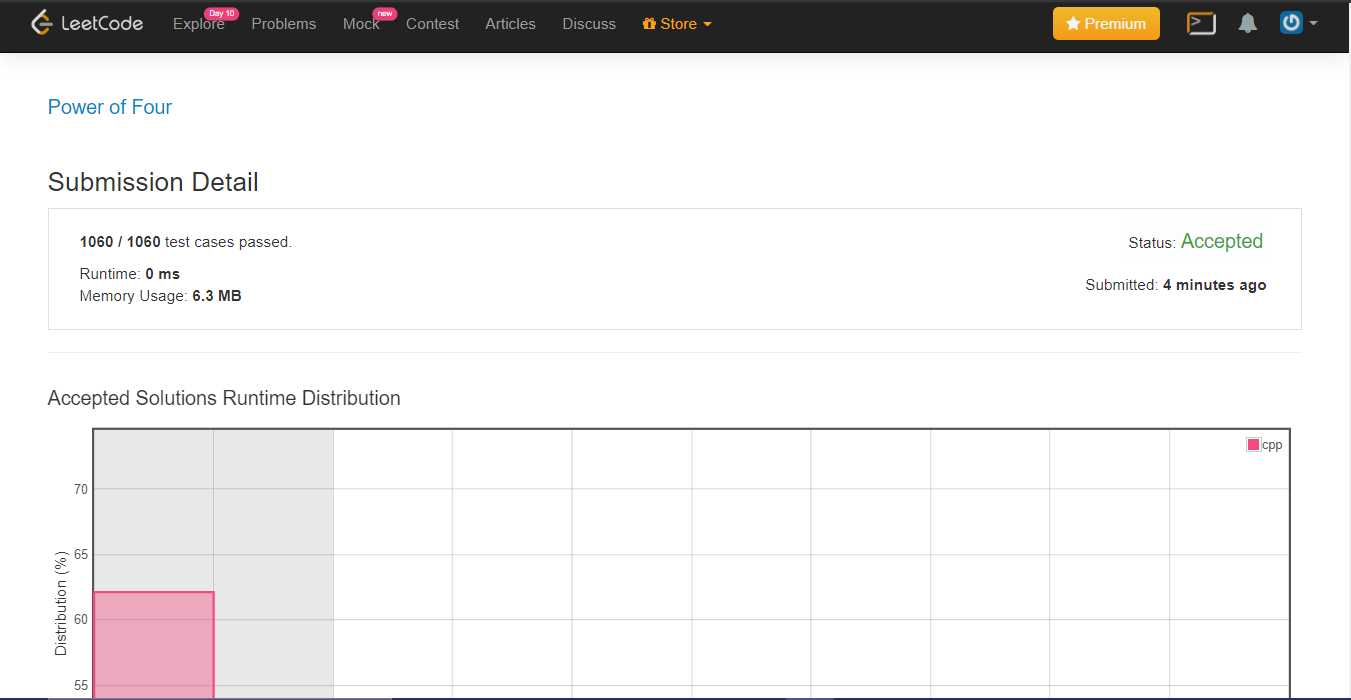 LeetCode Explore Day 10 Problems Mock new Contest Articles Discuss Store Premium
Power of Four
Submission Detail
1060 / 1060 test cases passed.
Status: Accepted
Runtime: 0 ms
Submitted: 4 minutes ago
Memory Usage: 6.3 MB
Accepted Solutions Runtime Distribution
cpp
70
65
60
55
Distribution (%)